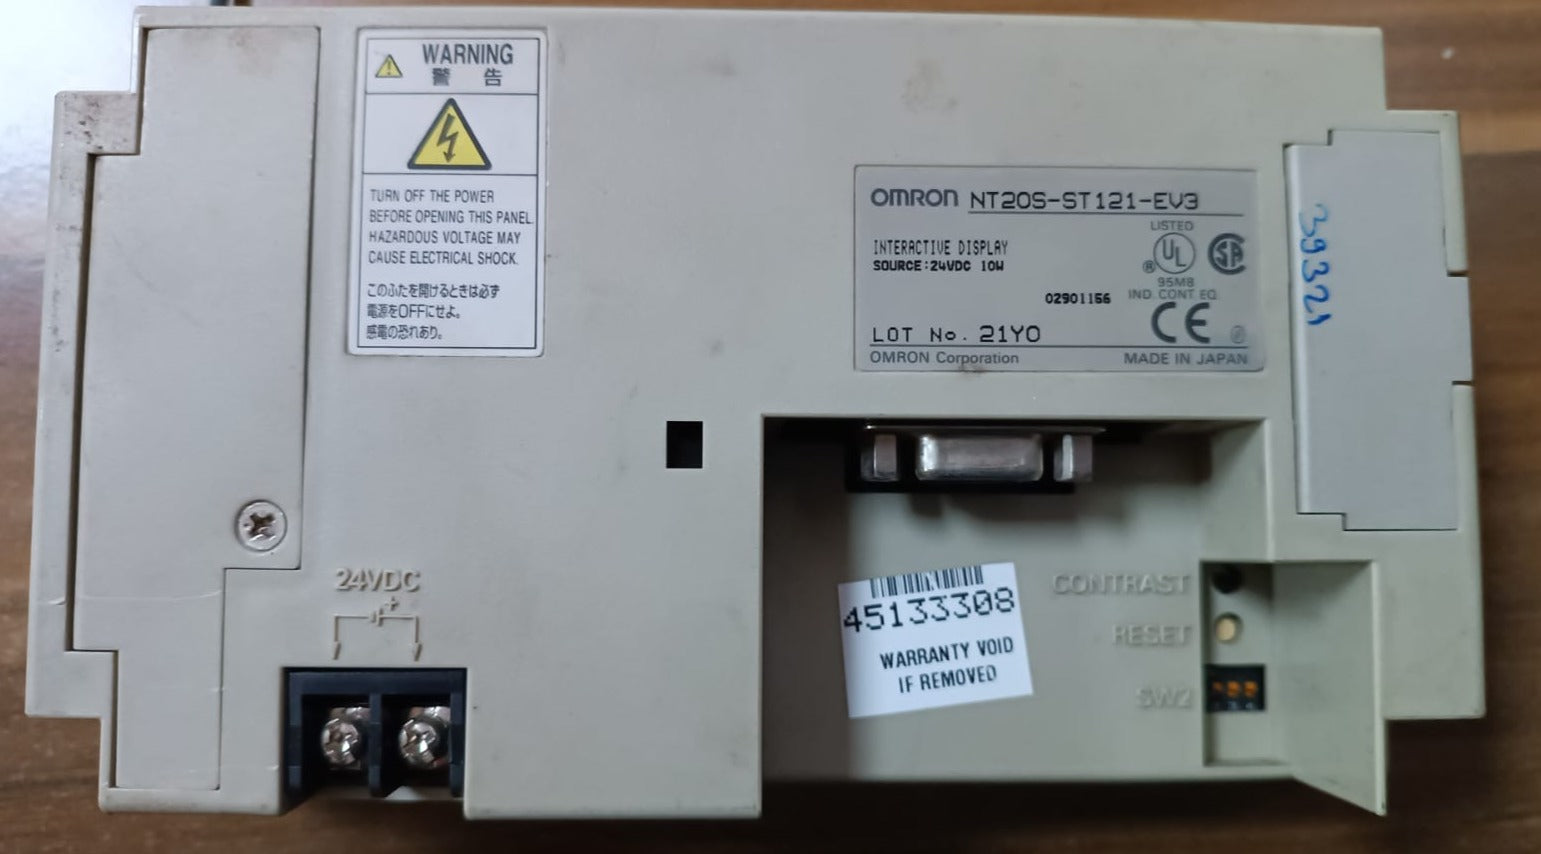 WARNING
警 告
TURN OFF THE POWER
BEFORE OPENING THIS PANEL.
HAZARDOUS VOLTAGE MAY
CAUSE ELECTRICAL SHOCK.
このふたを開けるときは必ず
電源をOFFにせよ。
感電の恐れあり。
OMRON NT20S-ST121-EV3
INTERACTIVE DISPLAY
SOURCE:24VDC 10W
LISTED
UL
®
SA
95M8
IND. CONT. EQ.
02901156
CE
LOT No. 21Y0
OMRON Corporation
MADE IN JAPAN
39321
24VDC
+
45133308
WARRANTY VOID
IF REMOVED
CONTRAST
RESET
SW2